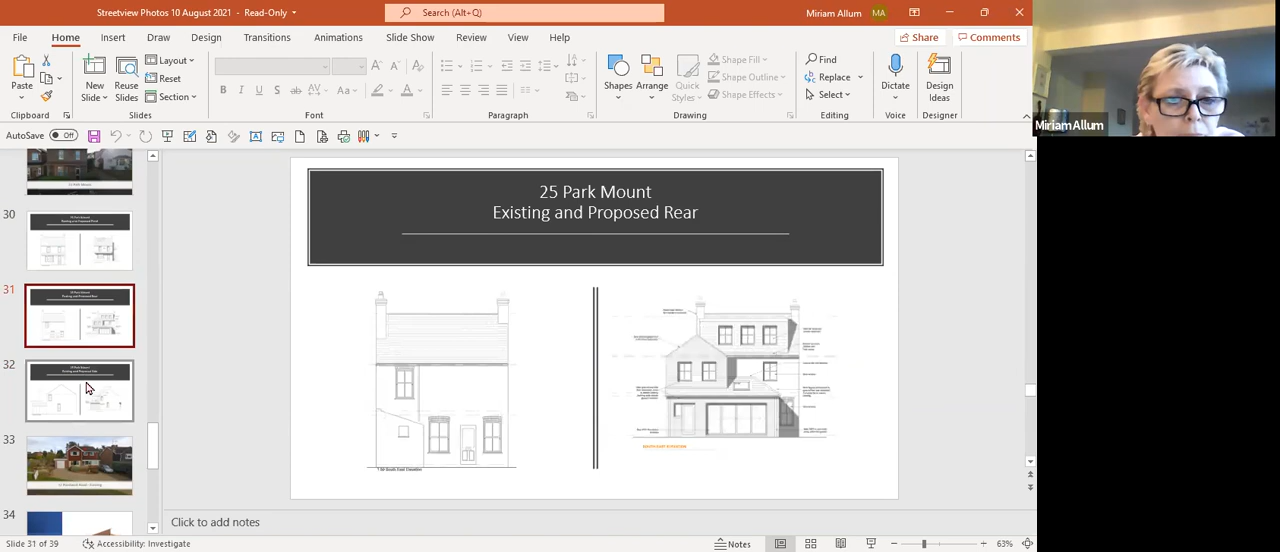 Streetview Photos 10 August 2021 - Read-Only
Search (Alt+Q)
Miriam Allum
MA
File
Home
Insert
Draw
Design
Transitions
Animations
Slide Show
Review
View
Help
Share
Comments
Paste
New
Slide
Reuse
Slides
Layout
Reset
Section
Shapes
Arrange
Quick
Styles
Shape Fill
Shape Outline
Shape Effects
Find
Replace
Select
Dictate
Design
Ideas
Clipboard
Slides
Font
Paragraph
Drawing
Editing
Voice
Designer
AutoSave
Off
Miriam Allum
30
31
32
33
34
25 Park Mount
Existing and Proposed Rear
SOUTH EAST ELEVATION
Click to add notes
Slide 31 of 39
Accessibility: Investigate
Notes
63%